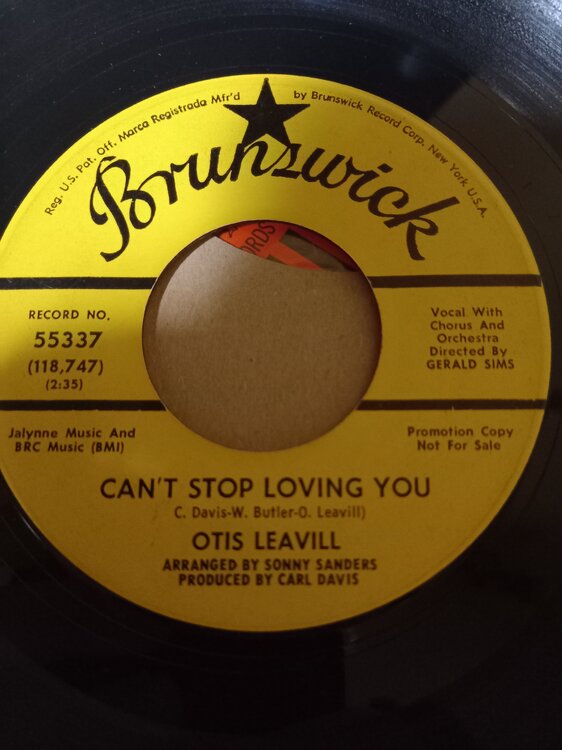 Reg. U.S. Pat. Off. Marca Registrada Mfr'd by Brunswick Record Corp. New York U.S.A.
Brunswick
ORDS
RECORD NO.
55337
(118,747)
(2:35)
Vocal With
Chorus And
Orchestra
Directed By
GERALD SIMS
Jalynne Music And
BRC Music (BMI)
Promotion Copy
Not For Sale
CAN'T STOP LOVING YOU
C. Davis-W. Butler-O. Leavill)
OTIS LEAVILL
ARRANGED BY SONNY SANDERS
PRODUCED BY CARL DAVIS